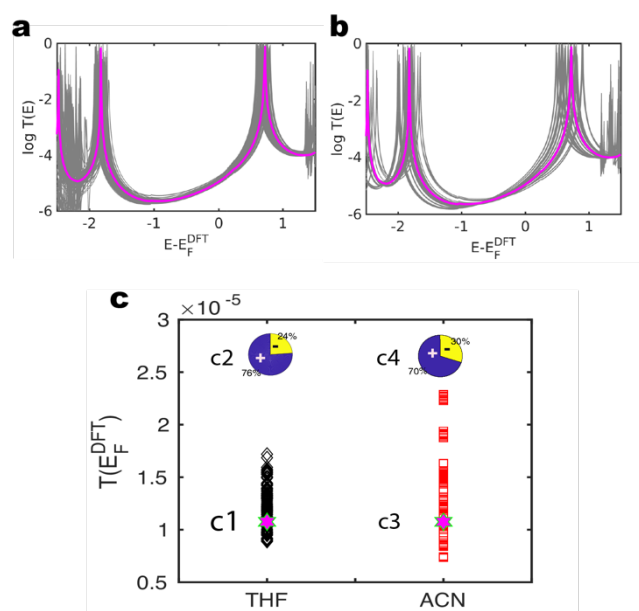 a
b
0
-2
-4
-6
log T(E)
-2
-1
0
1
E-E_F^DFT
0
-2
-4
-6
log T(E)
-2
-1
0
1
E-E_F^DFT
c
×10^-5
3
2.5
2
1.5
1
0.5
T(E_F^DFT)
c2
24%
-
+
76%
c4
30%
-
+
70%
c1
c3
THF
ACN